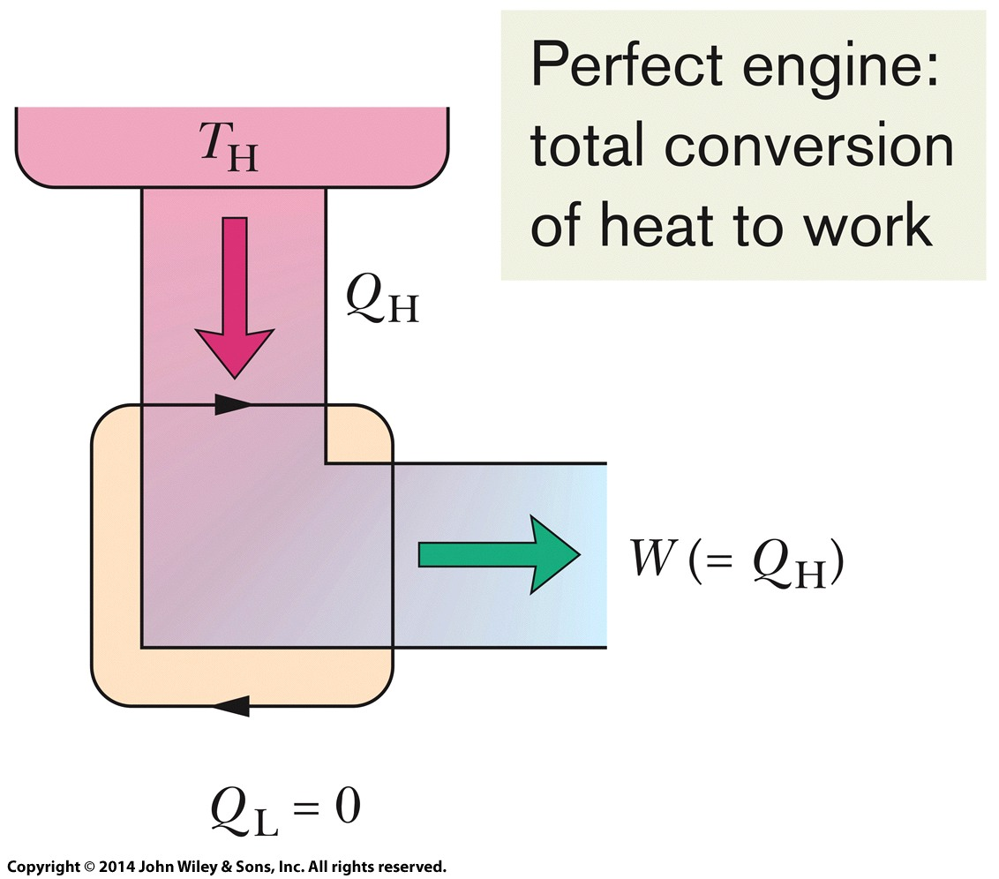 Perfect engine:
total conversion
of heat to work
T_H
Q_H
W (= Q_H)
Q_L = 0
Copyright © 2014 John Wiley & Sons, Inc. All rights reserved.